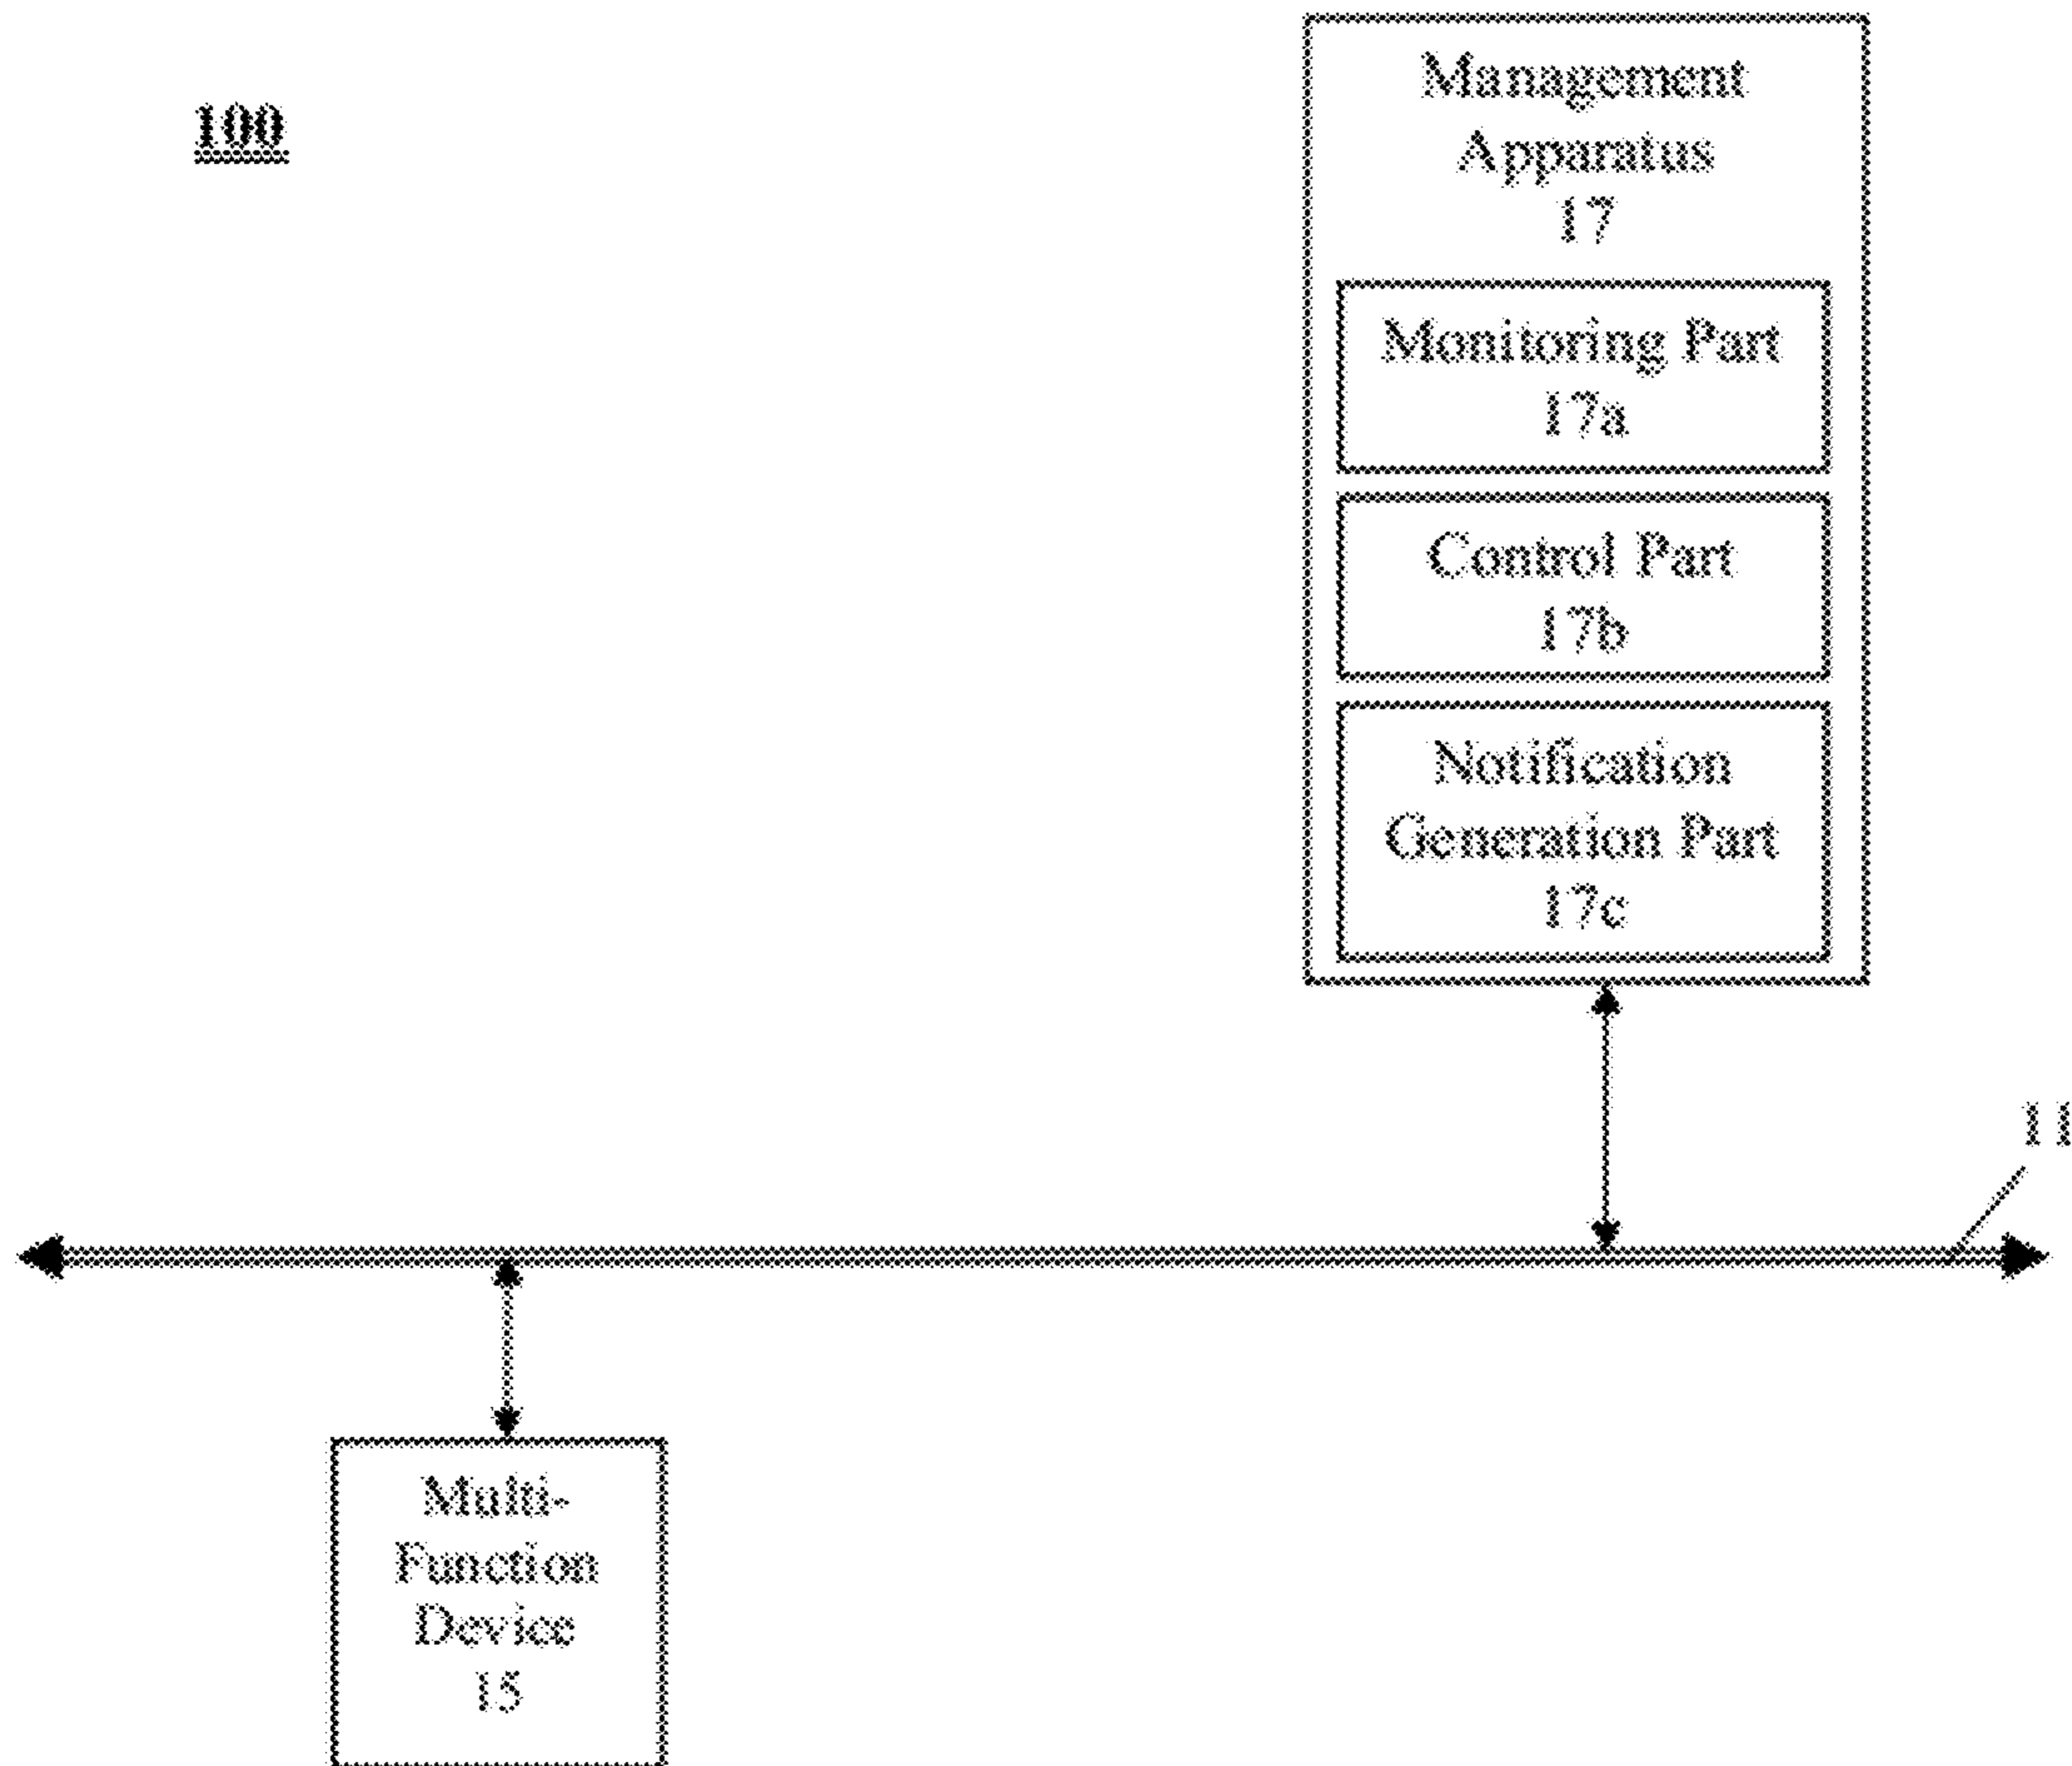 100
Management
Apparatus
17
Monitoring Part
17a
Control Part
17b
Notification
Generation Part
17c
11
Multi-
Function
Device
15